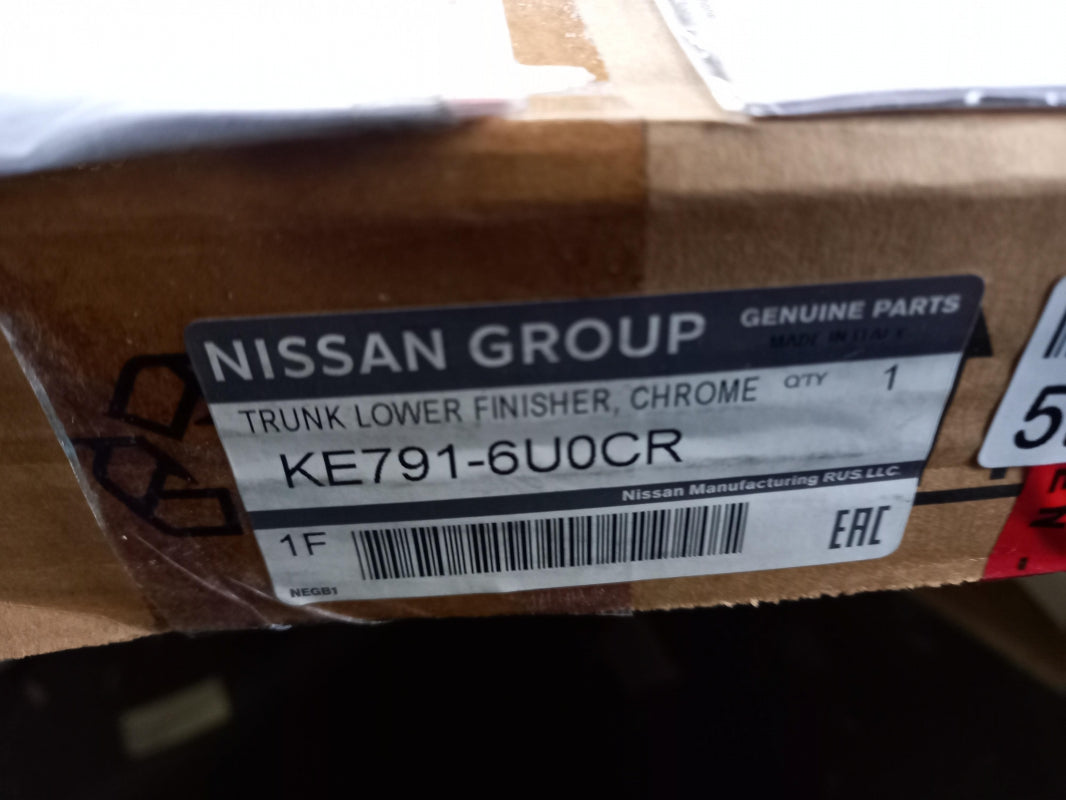 NISSAN GROUP
GENUINE PARTS
MADE IN ITALY
TRUNK LOWER FINISHER, CHROME
Q'TY 1
KE791-6U0CR
Nissan Manufacturing RUS.LLC.
1F
EAC
NEGB1